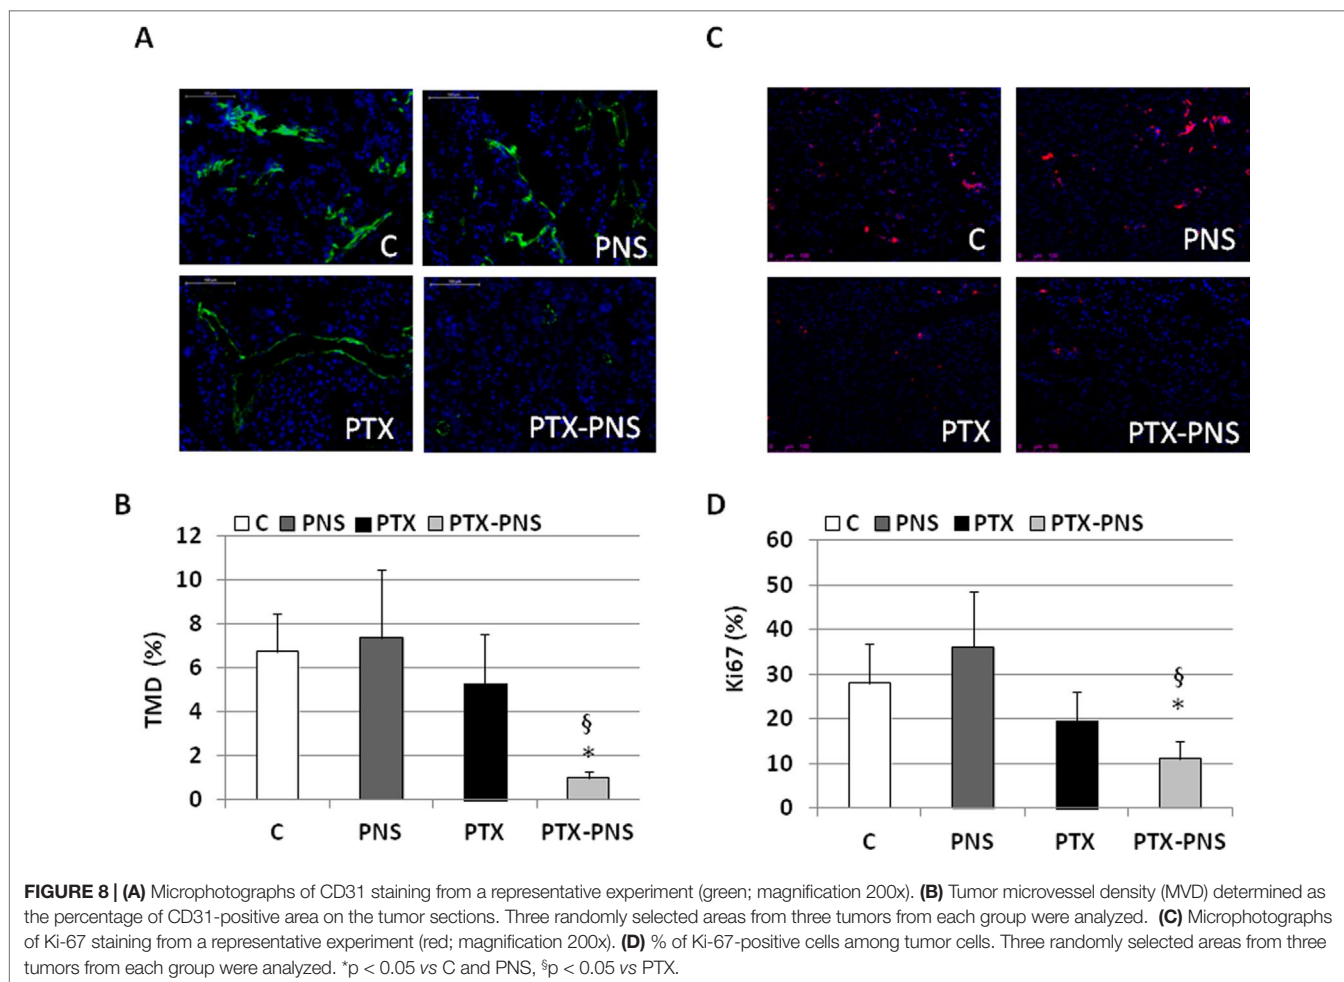 A
C
C
PNS
PTX
PTX-PNS
C
PNS
PTX
PTX-PNS
B
C PNS PTX PTX-PNS
12
10
8
6
4
2
0
TMD (%)
§
*
C PNS PTX PTX-PNS
D
C PNS PTX PTX-PNS
60
50
40
30
20
10
0
Ki67 (%)
§
*
C PNS PTX PTX-PNS
FIGURE 8 | (A) Microphotographs of CD31 staining from a representative experiment (green; magnification 200x). (B) Tumor microvessel density (MVD) determined as
the percentage of CD31-positive area on the tumor sections. Three randomly selected areas from three tumors from each group were analyzed. (C) Microphotographs
of Ki-67 staining from a representative experiment (red; magnification 200x). (D) % of Ki-67-positive cells among tumor cells. Three randomly selected areas from three
tumors from each group were analyzed. *p < 0.05 vs C and PNS, §p < 0.05 vs PTX.